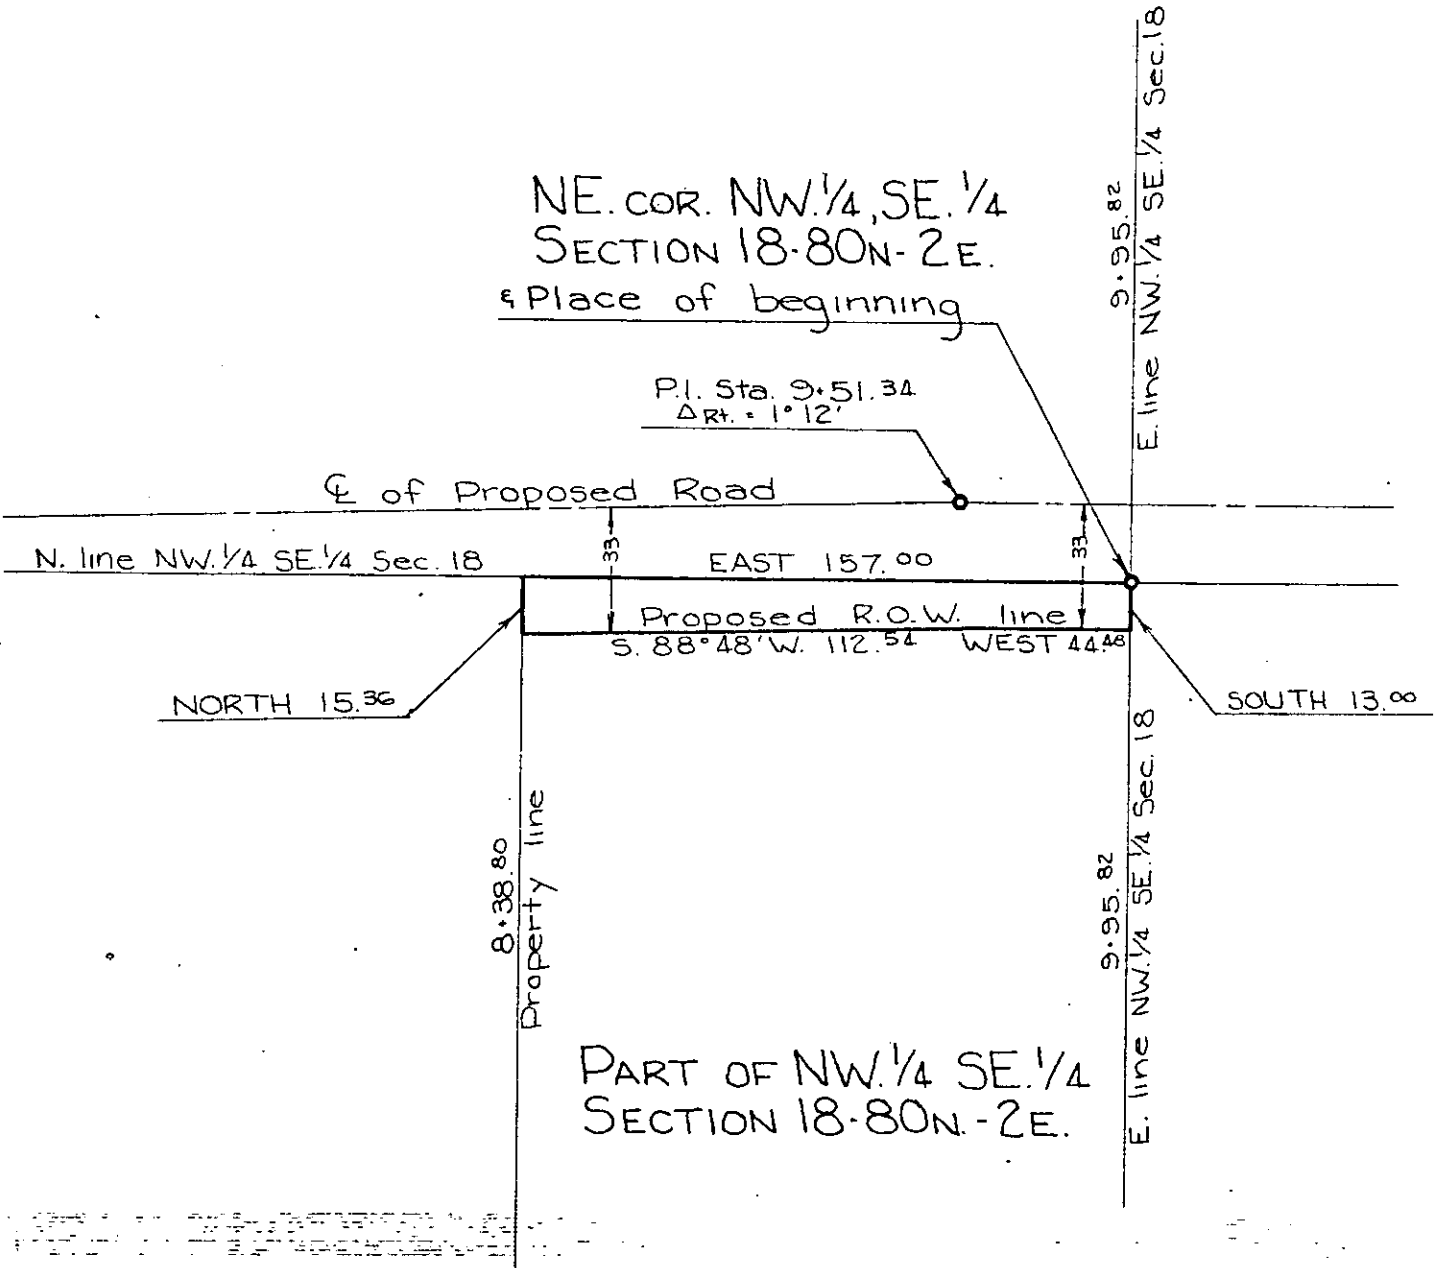 E. line NW.1/4 SE.1/4 Sec.18
9+95.82
NE. COR. NW.1/4, SE.1/4
SECTION 18-80N-2E.
& Place of beginning
P.I. Sta. 9+51.34
Δ Rt. = 1°12'
℄ of Proposed Road
N. line NW.1/4 SE.1/4 Sec. 18
33
EAST 157.00
33
Proposed R.O.W. line
S. 88°48'W. 112.54 WEST 44.48
NORTH 15.36
SOUTH 13.00
8+38.80
Property line
9+95.82
E. line NW.1/4 SE.1/4 Sec. 18
PART OF NW.1/4 SE.1/4
SECTION 18-80N.-2E.